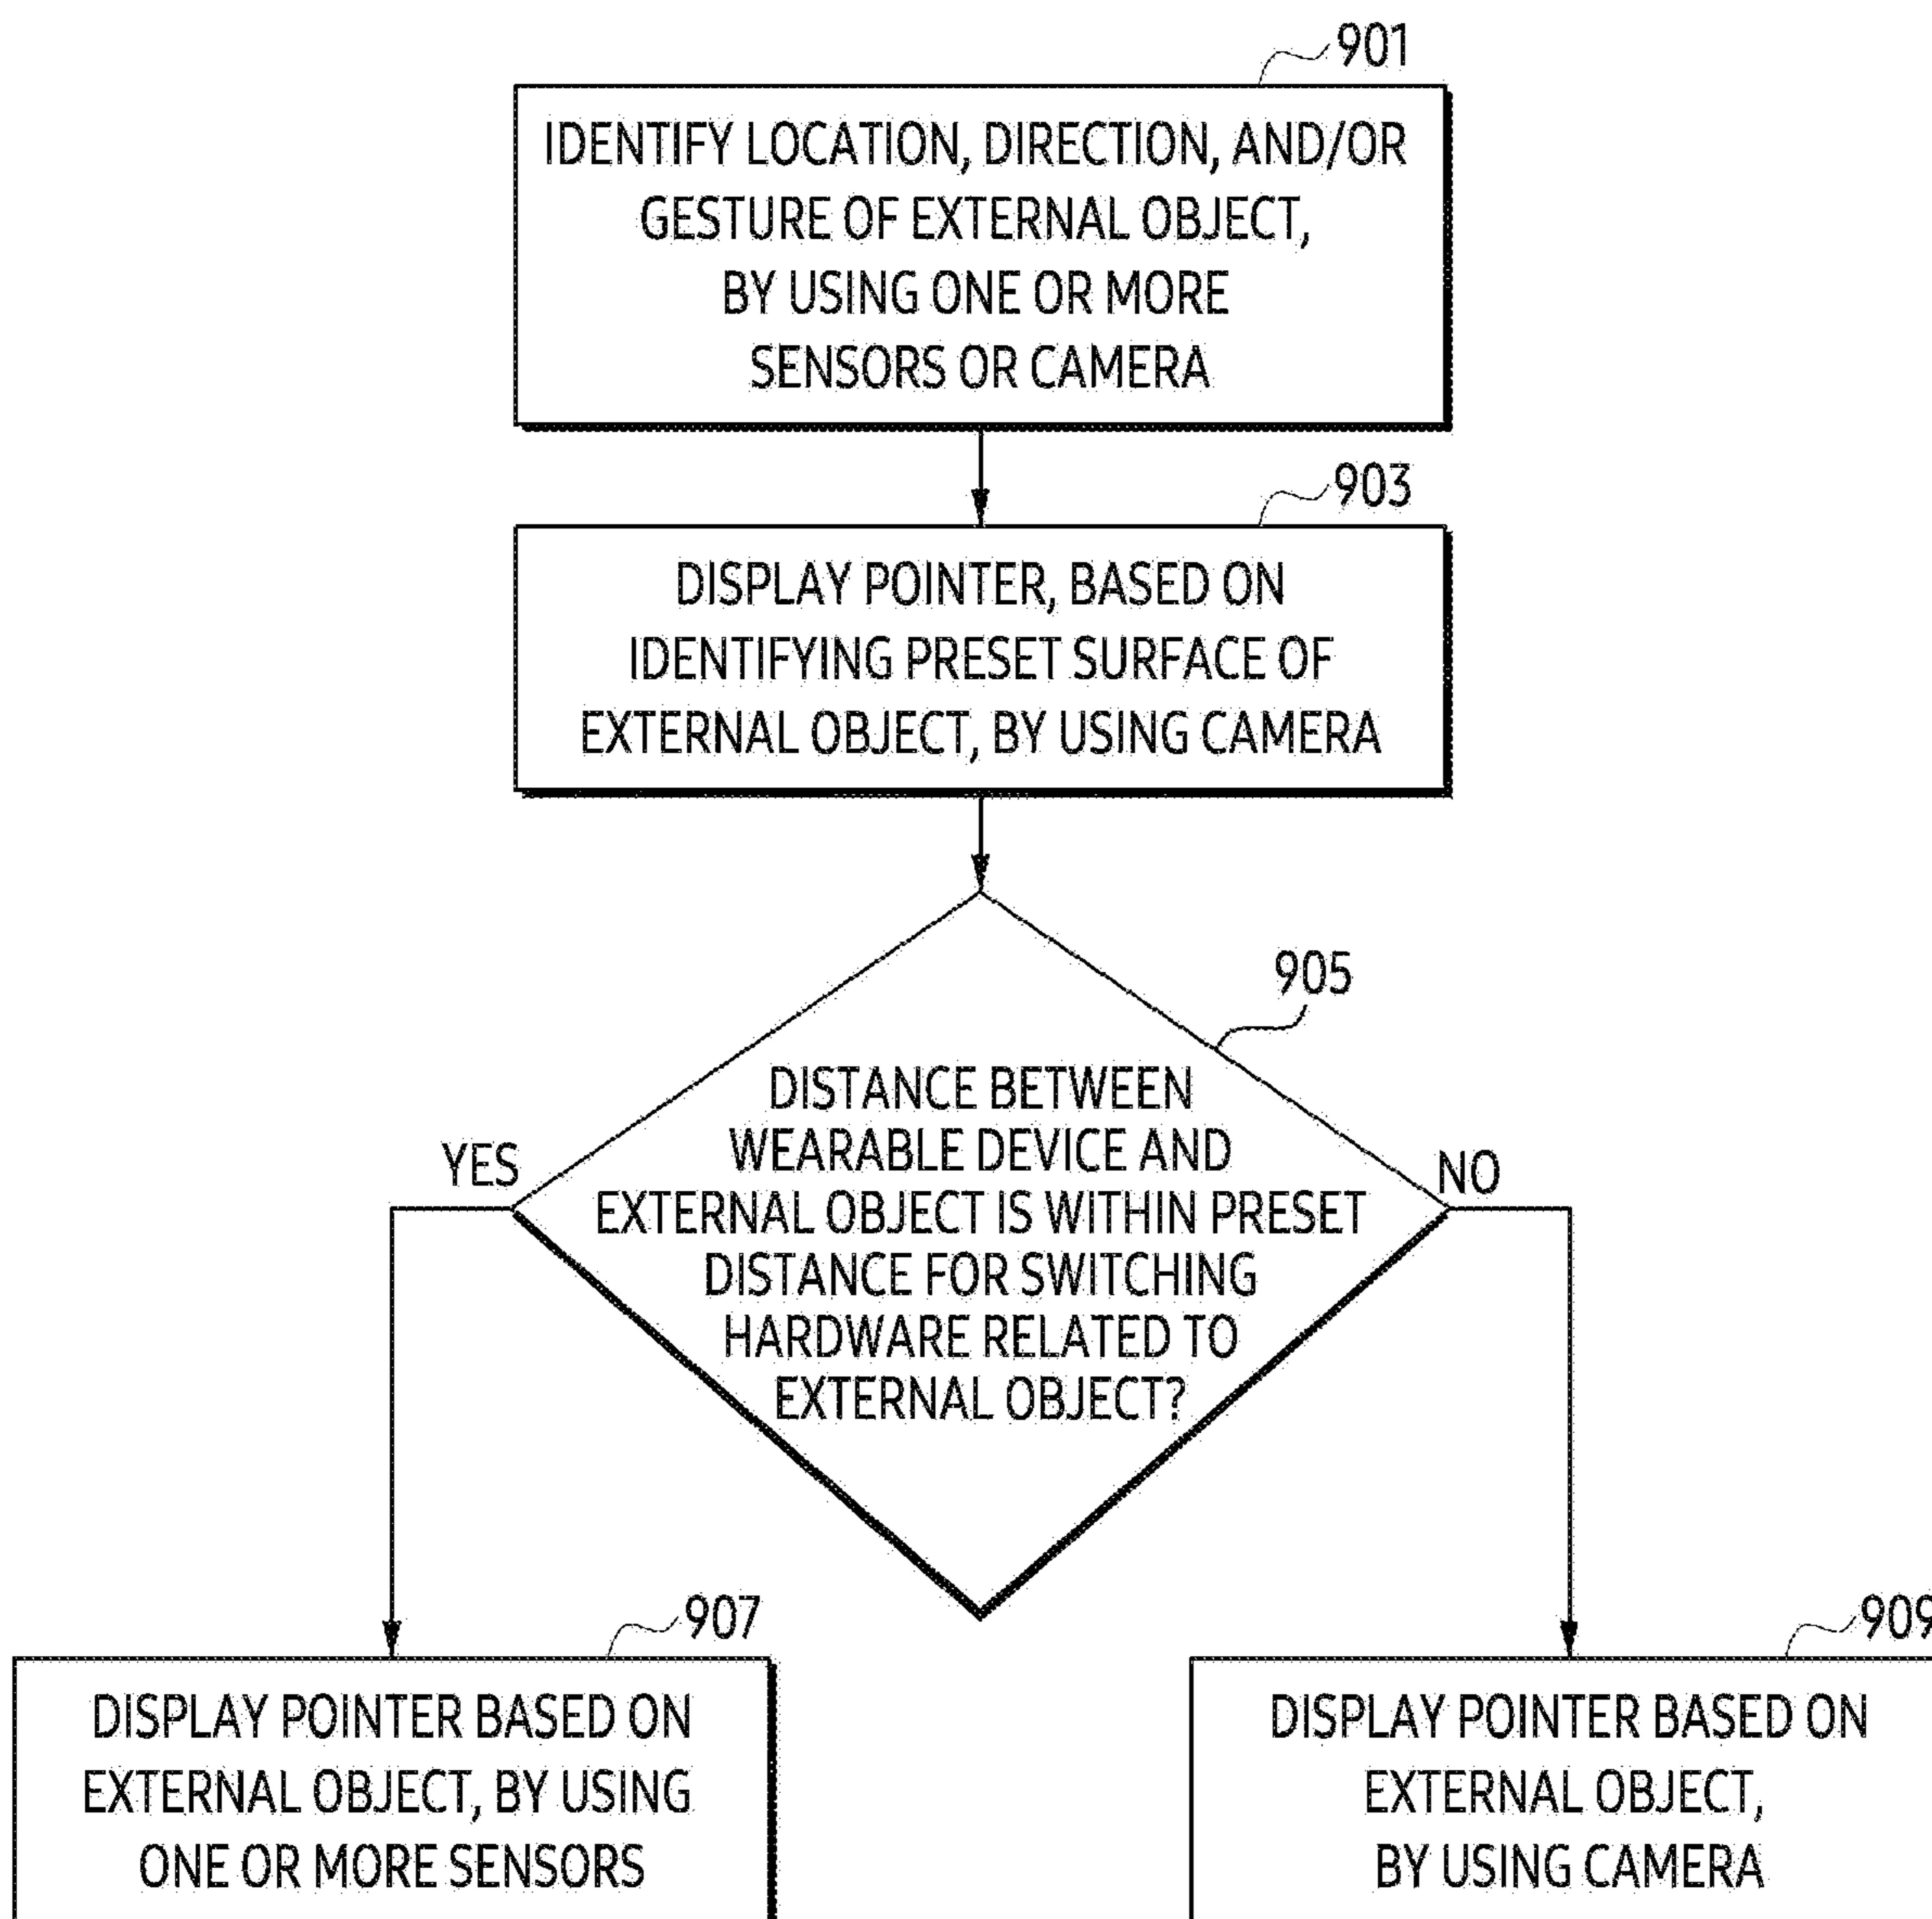 901
IDENTIFY LOCATION, DIRECTION, AND/OR
GESTURE OF EXTERNAL OBJECT,
BY USING ONE OR MORE
SENSORS OR CAMERA
903
DISPLAY POINTER, BASED ON
IDENTIFYING PRESET SURFACE OF
EXTERNAL OBJECT, BY USING CAMERA
905
DISTANCE BETWEEN
WEARABLE DEVICE AND
EXTERNAL OBJECT IS WITHIN PRESET
DISTANCE FOR SWITCHING
HARDWARE RELATED TO
EXTERNAL OBJECT?
YES
NO
907
DISPLAY POINTER BASED ON
EXTERNAL OBJECT, BY USING
ONE OR MORE SENSORS
909
DISPLAY POINTER BASED ON
EXTERNAL OBJECT,
BY USING CAMERA